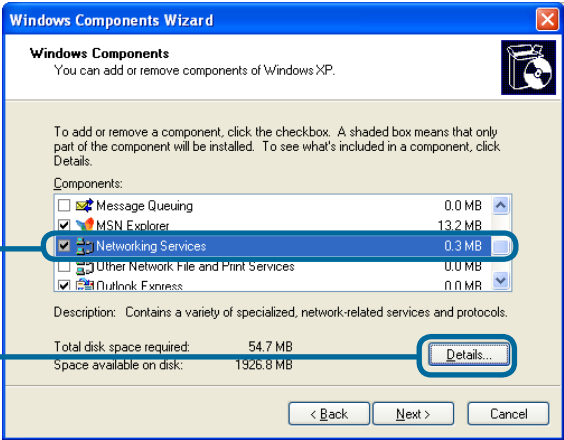 Windows Components Wizard
Windows Components
You can add or remove components of Windows XP.
To add or remove a component, click the checkbox. A shaded box means that only
part of the component will be installed. To see what's included in a component, click
Details.
Components:
Message Queuing 0.0 MB
MSN Explorer 13.2 MB
Networking Services 0.3 MB
Other Network File and Print Services 0.0 MB
Outlook Express 0.0 MB
Description: Contains a variety of specialized, network-related services and protocols.
Total disk space required: 54.7 MB
Space available on disk: 1926.8 MB
Details...
< Back Next > Cancel